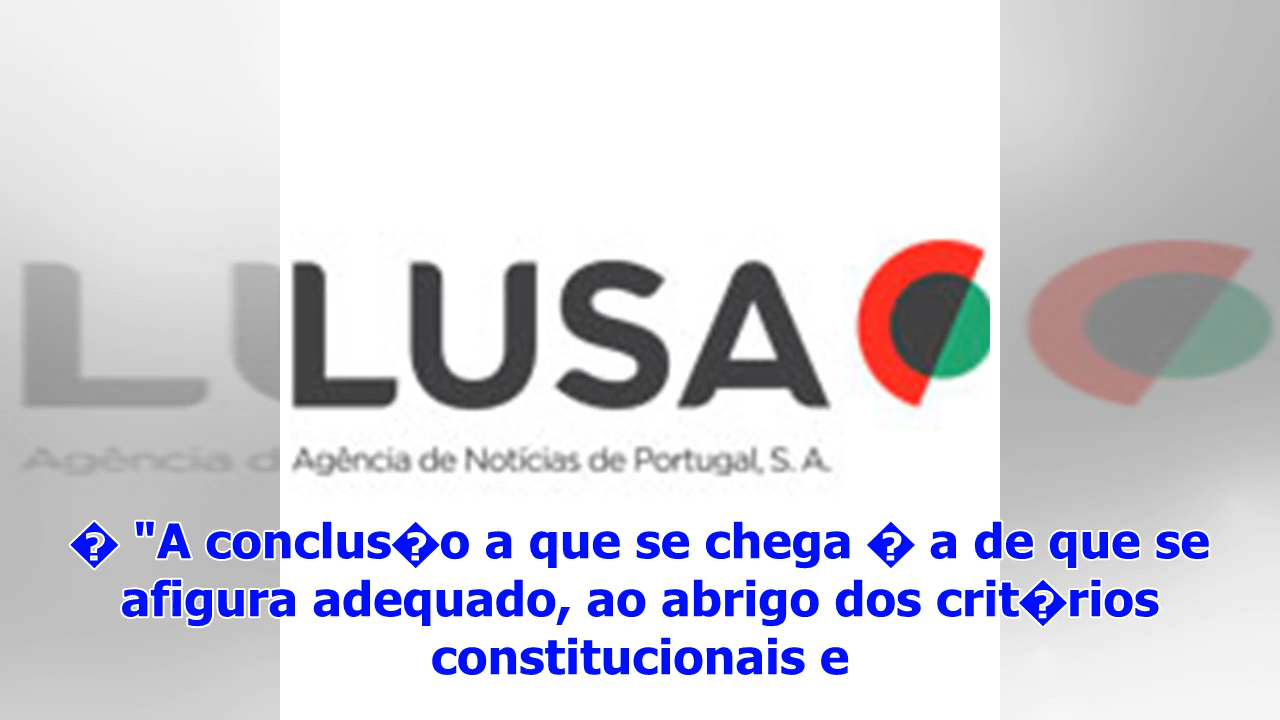 LUSA
Agência de Notícias de Portugal, S. A.
� "A conclus�o a que se chega � a de que se
afigura adequado, ao abrigo dos crit�rios
constitucionais e